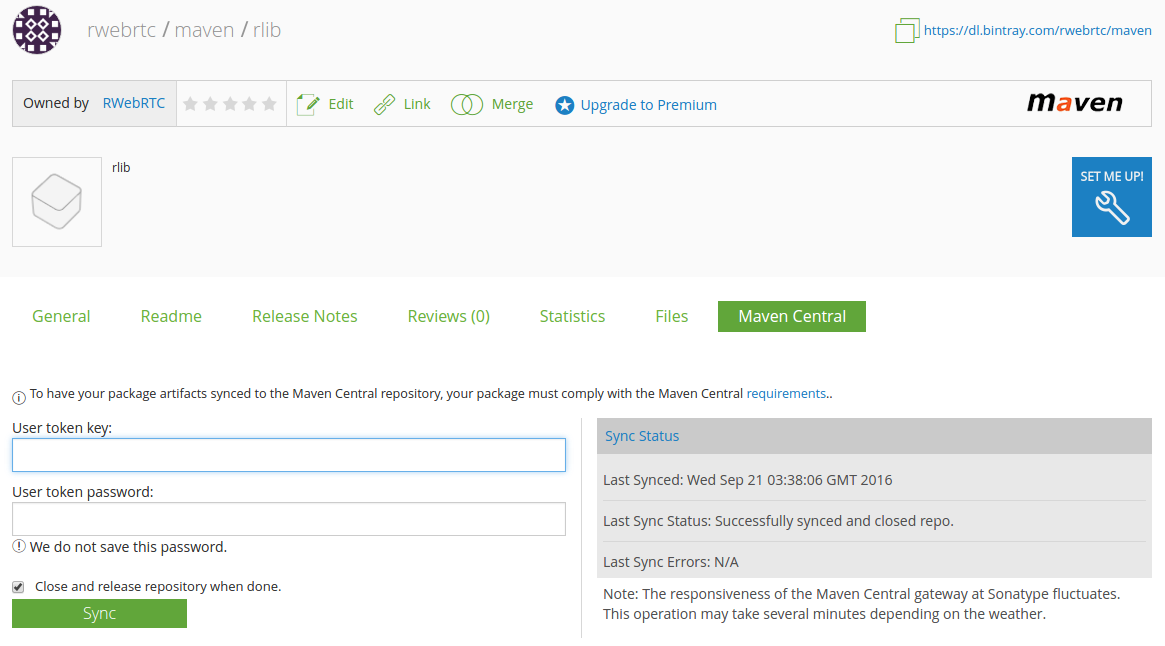 rwebrtc / maven / rlib
https://dl.bintray.com/rwebrtc/maven
Owned by RWebRTC
Edit
Link
Merge
Upgrade to Premium
maven
rlib
SET ME UP!
General
Readme
Release Notes
Reviews (0)
Statistics
Files
Maven Central
To have your package artifacts synced to the Maven Central repository, your package must comply with the Maven Central requirements..
User token key:
User token password:
We do not save this password.
Close and release repository when done.
Sync
Sync Status
Last Synced: Wed Sep 21 03:38:06 GMT 2016
Last Sync Status: Successfully synced and closed repo.
Last Sync Errors: N/A
Note: The responsiveness of the Maven Central gateway at Sonatype fluctuates.
This operation may take several minutes depending on the weather.